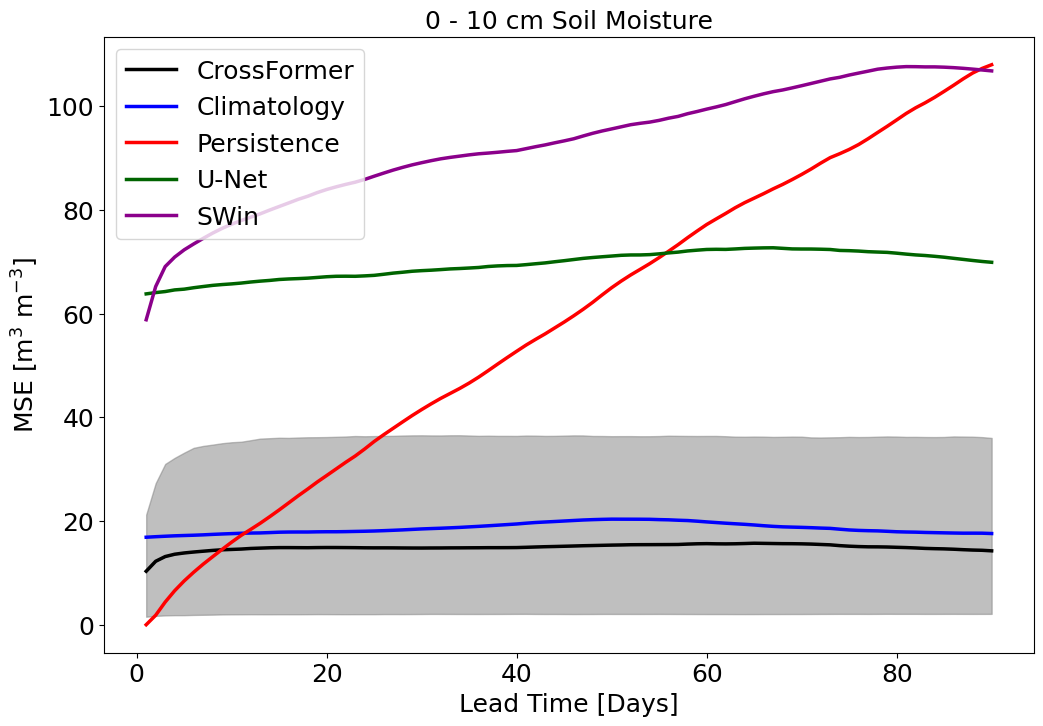 0 - 10 cm Soil Moisture
CrossFormer
Climatology
Persistence
U-Net
SWin
MSE [m³ m⁻³]
100
80
60
40
20
0
0 20 40 60 80
Lead Time [Days]